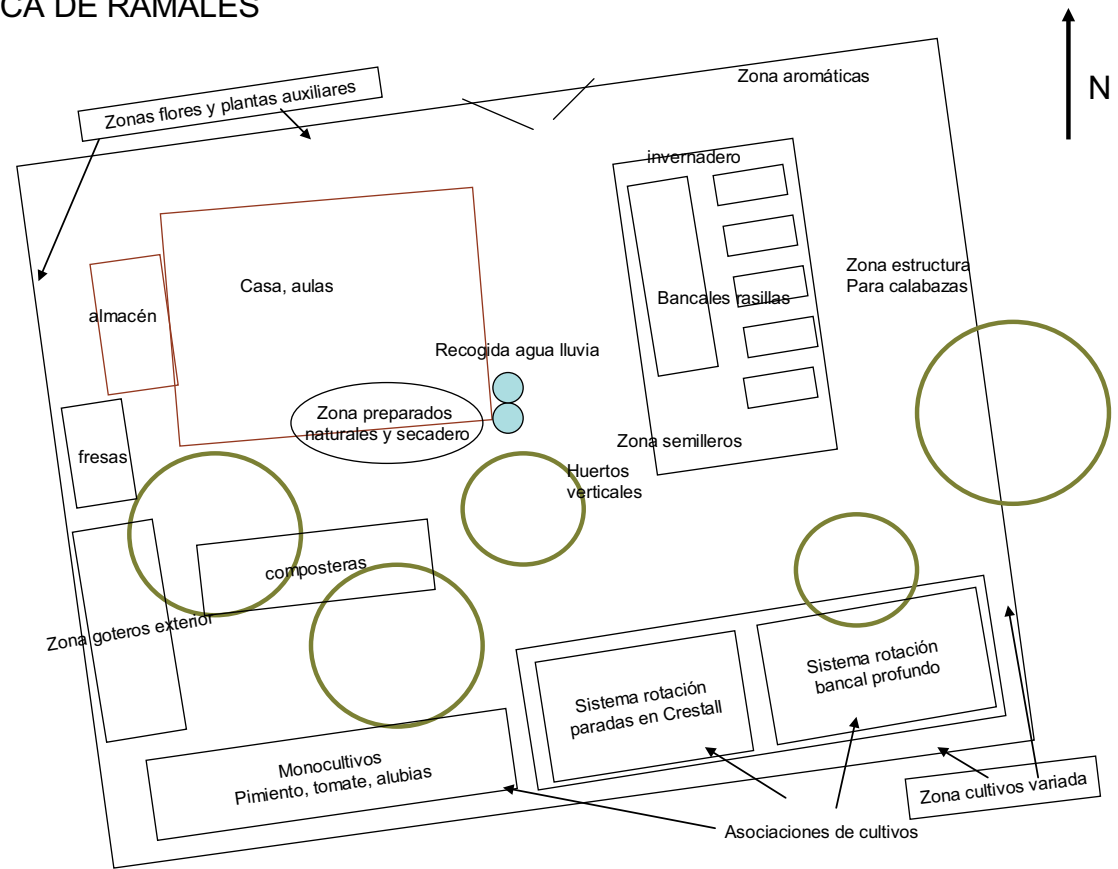 CA DE RAMALES
N
Zona aromáticas
Zonas flores y plantas auxiliares
invernadero
Zona estructura
Para calabazas
Casa, aulas
Bancales rasillas
almacén
Recogida agua lluvia
Zona preparados
naturales y secadero
Zona semilleros
fresas
Huertos
verticales
composteras
Zona goteros exterior
Sistema rotación
bancal profundo
Sistema rotación
paradas en Crestall
Monocultivos
Pimiento, tomate, alubias
Zona cultivos variada
Asociaciones de cultivos